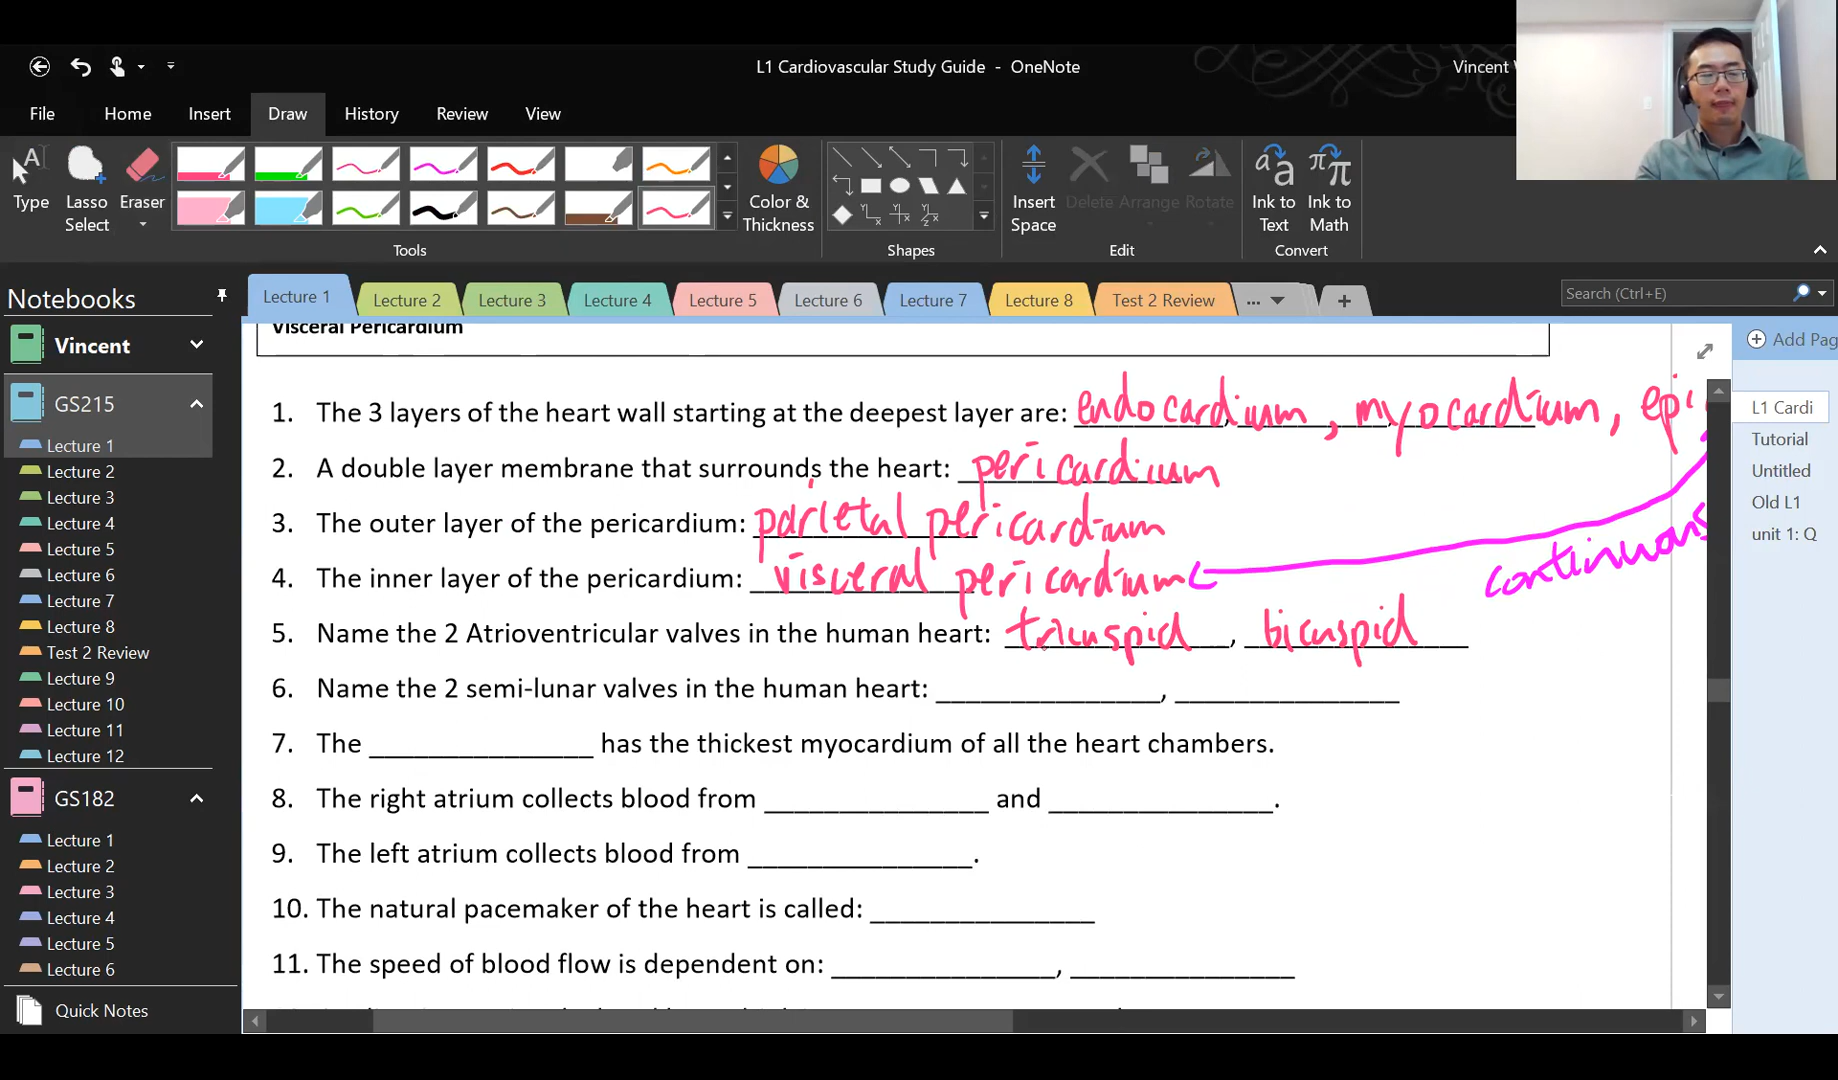 L1 Cardiovascular Study Guide - OneNote
Vincent
File Home Insert Draw History Review View
Type
Lasso Select
Eraser
Color & Thickness
Insert Space
Delete Arrange Rotate
Ink to Text
Ink to Math
Tools
Shapes
Edit
Convert
Notebooks
Lecture 1 Lecture 2 Lecture 3 Lecture 4 Lecture 5 Lecture 6 Lecture 7 Lecture 8 Test 2 Review ...
Search (Ctrl+E)
Vincent
GS215
Lecture 1
Lecture 2
Lecture 3
Lecture 4
Lecture 5
Lecture 6
Lecture 7
Lecture 8
Test 2 Review
Lecture 9
Lecture 10
Lecture 11
Lecture 12
GS182
Lecture 1
Lecture 2
Lecture 3
Lecture 4
Lecture 5
Lecture 6
Quick Notes
Visceral Pericardium
1. The 3 layers of the heart wall starting at the deepest layer are: endocardium, myocardium, epi
2. A double layer membrane that surrounds the heart: pericardium
3. The outer layer of the pericardium: parietal pericardium
4. The inner layer of the pericardium: visceral pericardium
continuous
5. Name the 2 Atrioventricular valves in the human heart: tricuspid, bicuspid
6. Name the 2 semi-lunar valves in the human heart: _______________, _______________
7. The _______________ has the thickest myocardium of all the heart chambers.
8. The right atrium collects blood from _______________ and _______________.
9. The left atrium collects blood from _______________.
10. The natural pacemaker of the heart is called: _______________
11. The speed of blood flow is dependent on: _______________, _______________
Add Pag
L1 Cardi
Tutorial
Untitled
Old L1
unit 1: Q